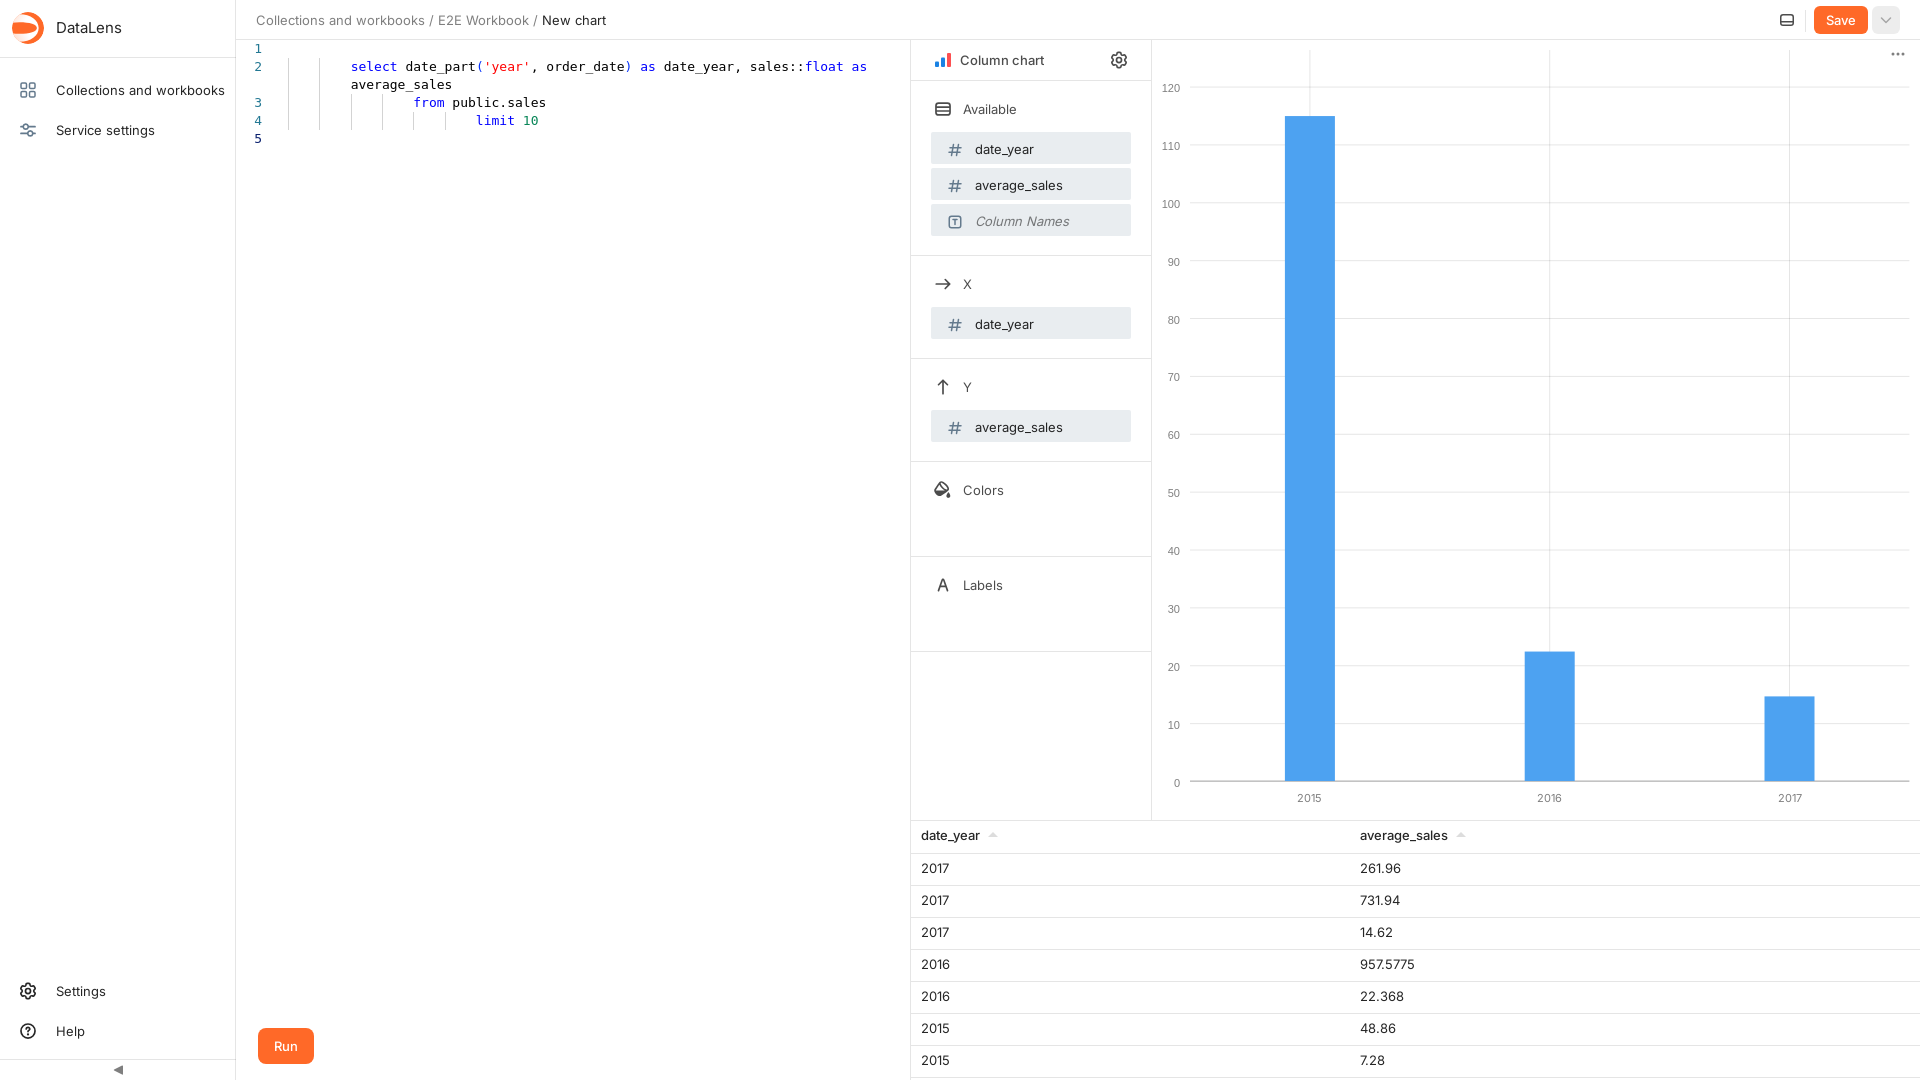 DataLens
Collections and workbooks
Service settings
Settings
Help
Collections and workbooks / E2E Workbook / New chart
Save
1
2 select date_part('year', order_date) as date_year, sales::float as
average_sales
3 from public.sales
4 limit 10
5
Run
Column chart
Available
date_year
average_sales
Column Names
X
date_year
Y
average_sales
Colors
Labels
120
110
100
90
80
70
60
50
40
30
20
10
0
2015 2016 2017
date_year average_sales
2017 261.96
2017 731.94
2017 14.62
2016 957.5775
2016 22.368
2015 48.86
2015 7.28